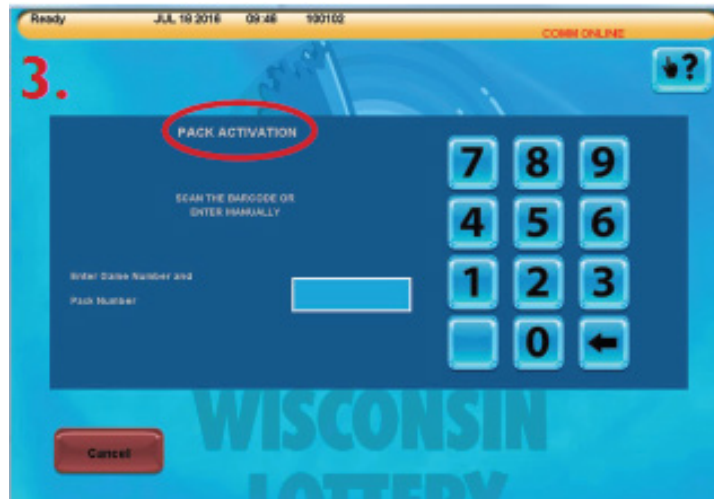 Ready JUL 19 2016 09:46 100102
COMM ONLINE
3.
?
PACK ACTIVATION
SCAN THE BARCODE OR
ENTER MANUALLY
Enter Game Number and
Pack Number
7 8 9
4 5 6
1 2 3
0
Cancel
WISCONSIN
LOTTERY